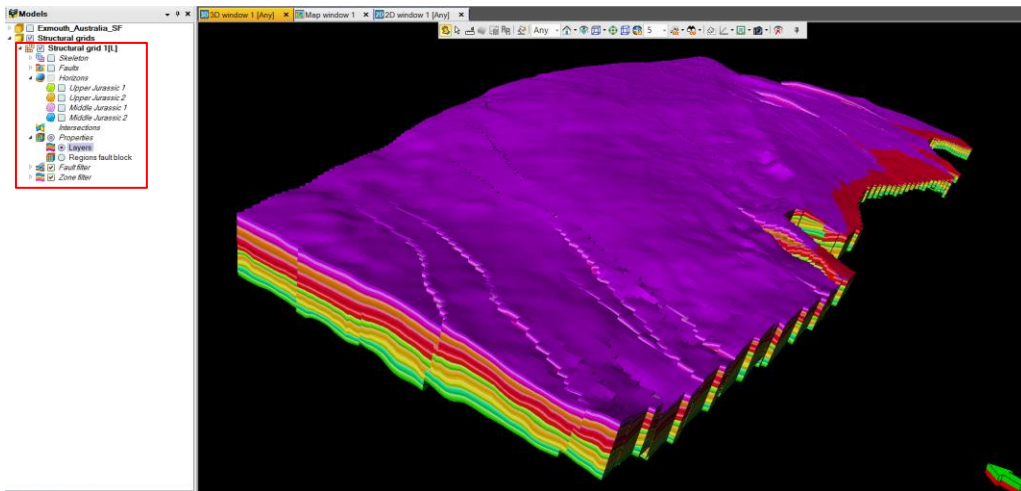 Models
Exmouth_Australia_SF
Structural grids
Structural grid 1[L]
Skeleton
Faults
Horizons
Upper Jurassic 1
Upper Jurassic 2
Middle Jurassic 1
Middle Jurassic 2
Intersections
Properties
Layers
Regions fault block
Fault filter
Zone filter
3D 3D window 1 [Any]
Map window 1
2D 2D window 1 [Any]
Any
5